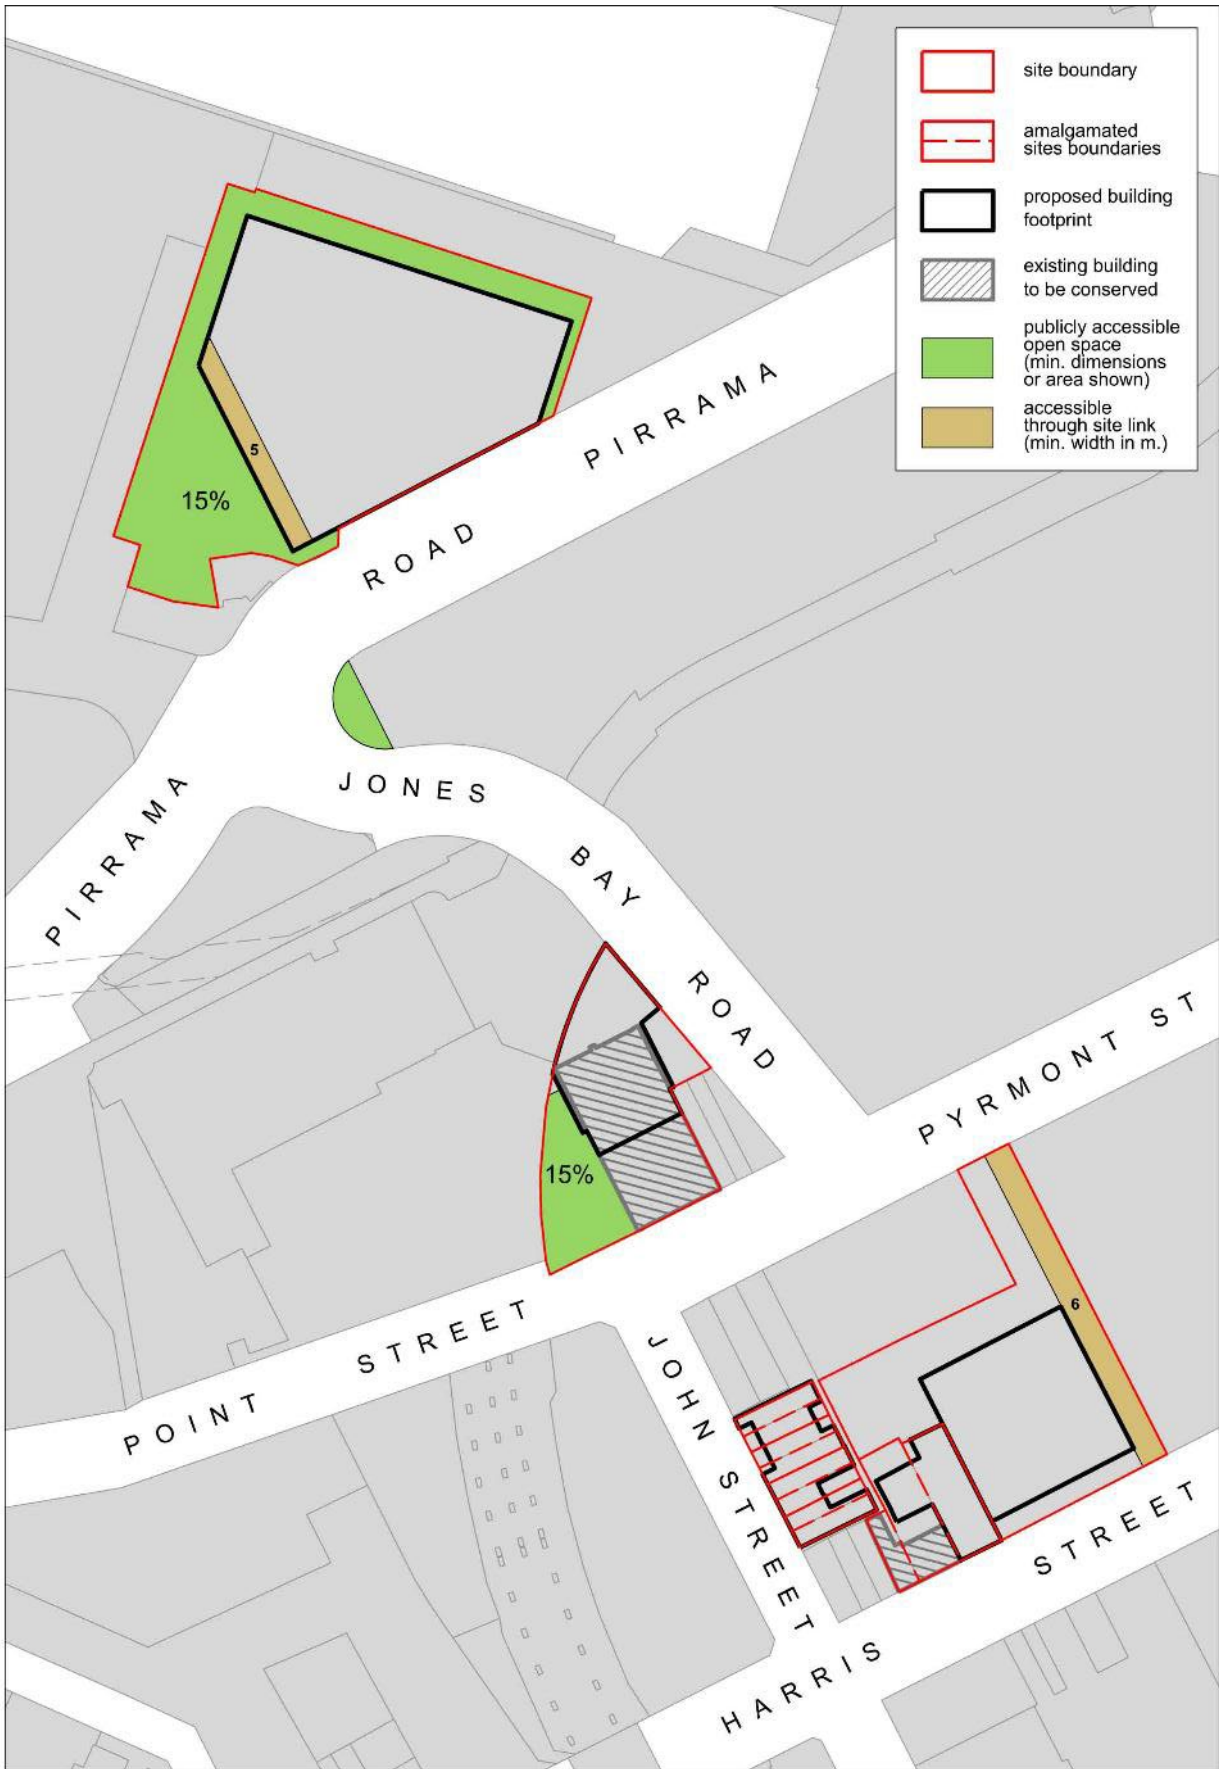 site boundary
amalgamated
sites boundaries
proposed building
footprint
existing building
to be conserved
publicly accessible
open space
(min. dimensions
or area shown)
accessible
through site link
(min. width in m.)
PIRRAMA
ROAD
5
15%
PIRRAMA
JONES
BAY
ROAD
PYRMONT ST
15%
6
POINT STREET
JOHN STREET
HARRIS STREET